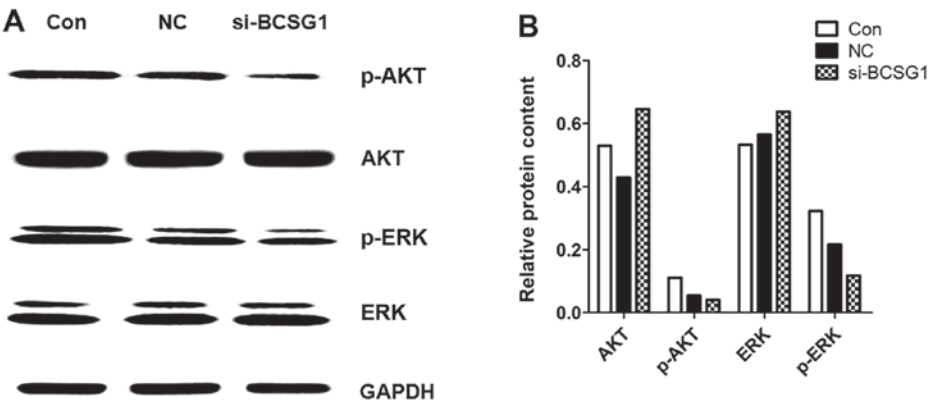 A
Con NC si-BCSG1
p-AKT
AKT
p-ERK
ERK
GAPDH
B
Con
NC
si-BCSG1
Relative protein content
0.8
0.6
0.4
0.2
0.0
AKT p-AKT ERK p-ERK